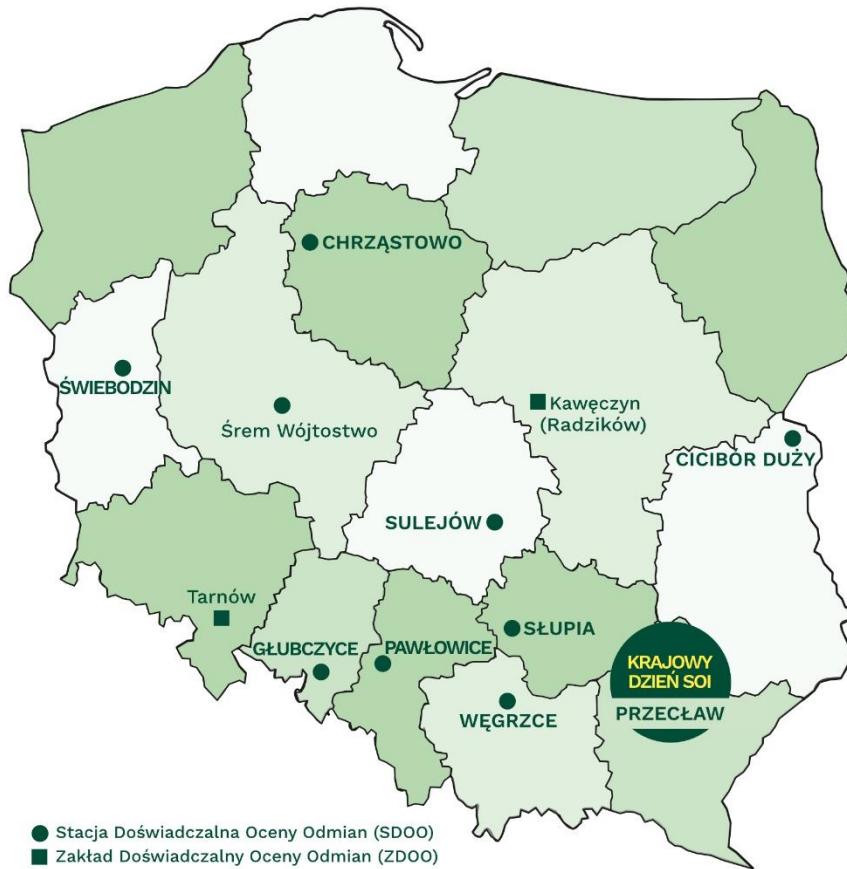 CHRZĄSTOWO
ŚWIEBODZIN
Śrem Wójtostwo
Kawęczyn
(Radzików)
CICIBÓR DUŻY
SULEJÓW
Tarnów
GŁUBCZYCE
PAWŁOWICE
SŁUPIA
KRAJOWY
DZIEŃ SOI
PRZECŁAW
WĘGRZCE
Stacja Doświadczalna Oceny Odmian (SDOO)
Zakład Doświadczalny Oceny Odmian (ZDOO)